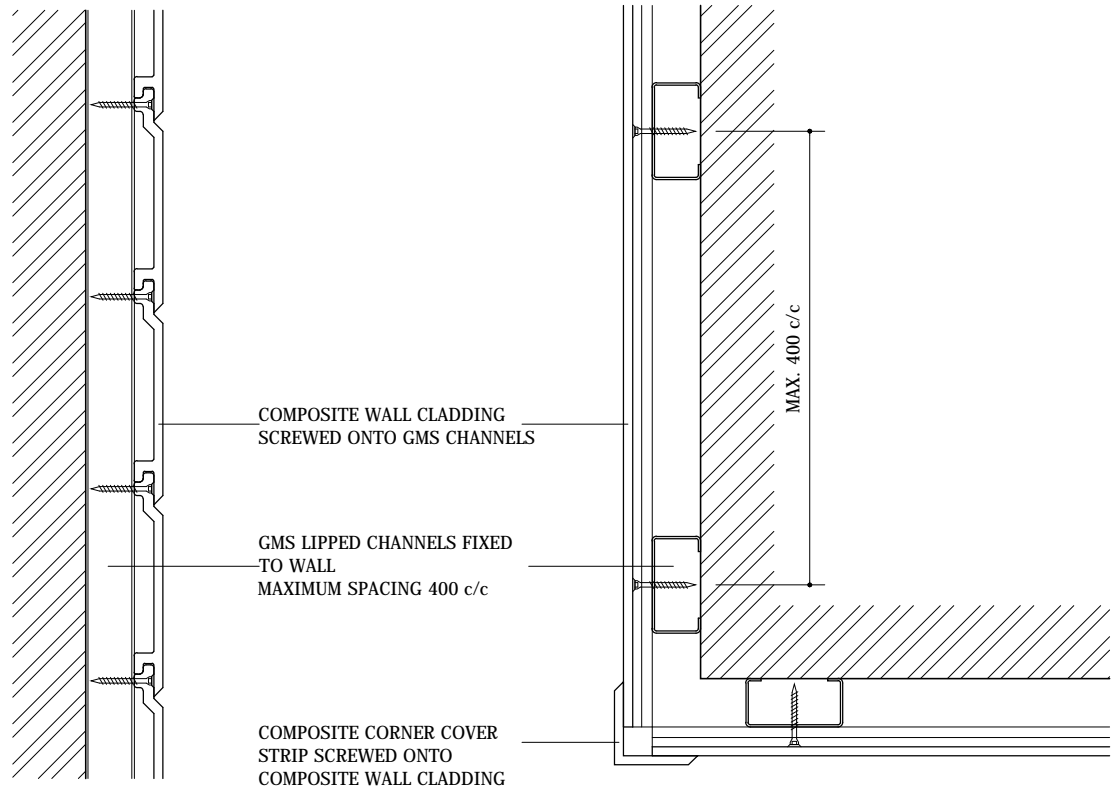 COMPOSITE WALL CLADDING
SCREWED ONTO GMS CHANNELS
GMS LIPPED CHANNELS FIXED
TO WALL
MAXIMUM SPACING 400 c/c
COMPOSITE CORNER COVER
STRIP SCREWED ONTO
COMPOSITE WALL CLADDING
MAX. 400 c/c